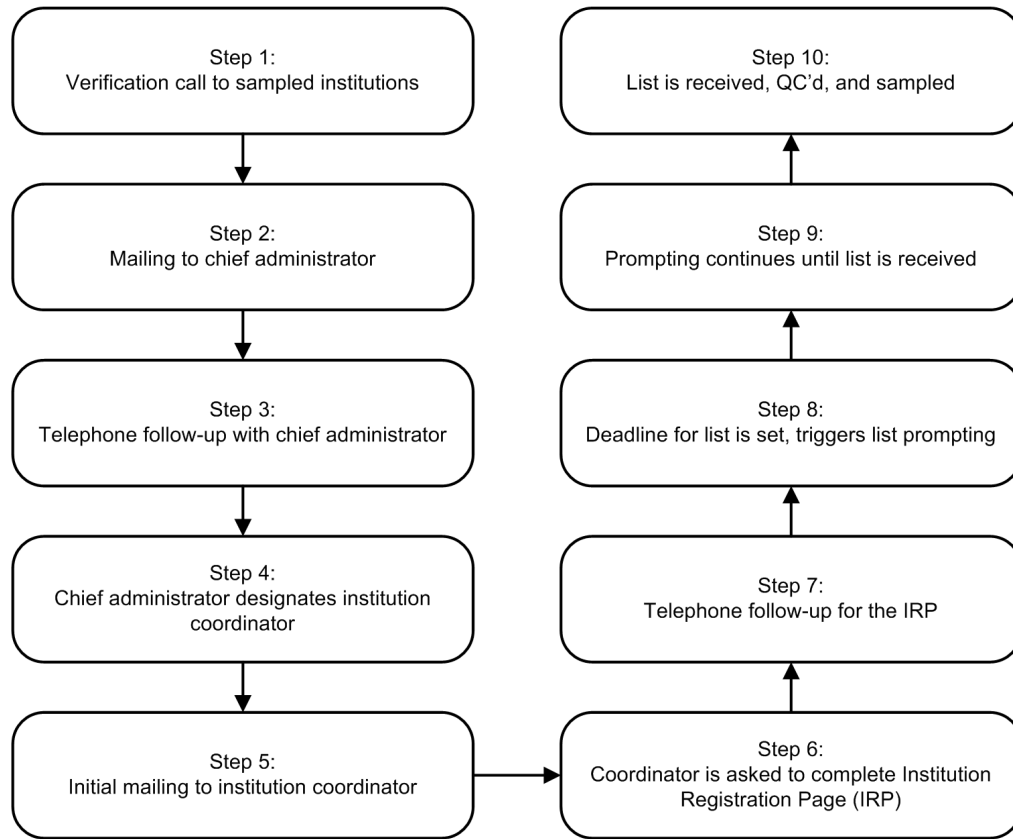 Step 1:
Verification call to sampled institutions
Step 2:
Mailing to chief administrator
Step 3:
Telephone follow-up with chief administrator
Step 4:
Chief administrator designates institution
coordinator
Step 5:
Initial mailing to institution coordinator
Step 6:
Coordinator is asked to complete Institution
Registration Page (IRP)
Step 7:
Telephone follow-up for the IRP
Step 8:
Deadline for list is set, triggers list prompting
Step 9:
Prompting continues until list is received
Step 10:
List is received, QC’d, and sampled